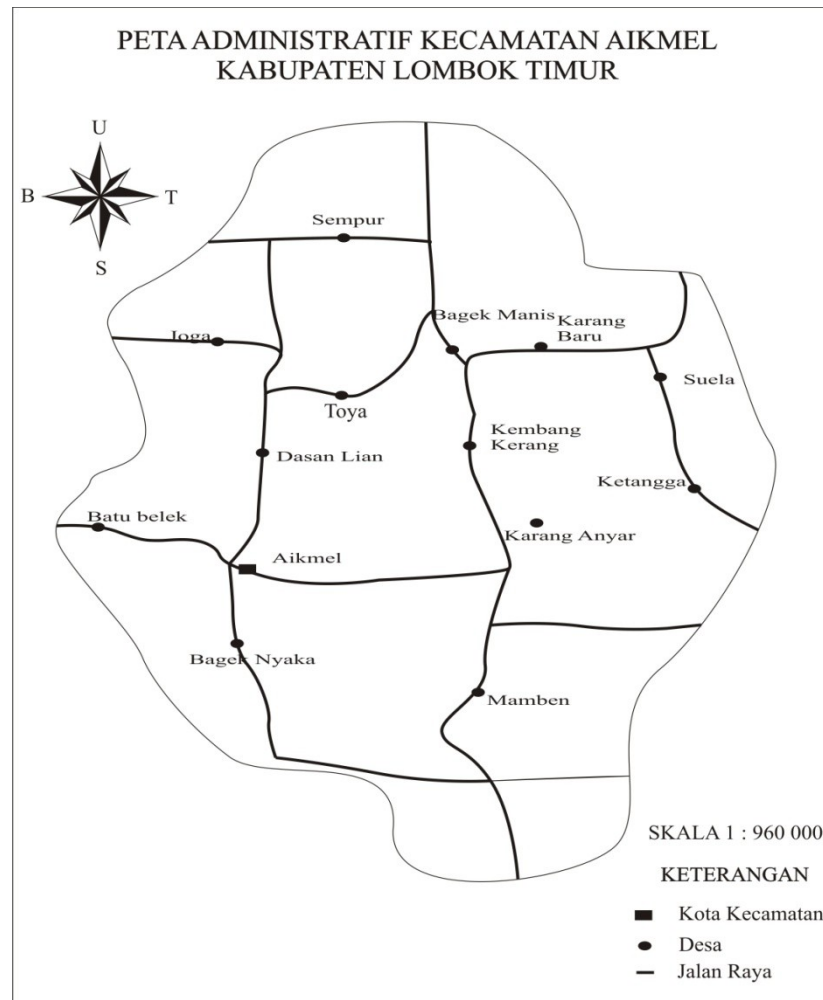 PETA ADMINISTRATIF KECAMATAN AIKMEL
KABUPATEN LOMBOK TIMUR
U
B
T
S
Sempur
Bagek Manis
Karang
Baru
Joga
Suela
Toya
Kembang
Kerang
Dasan Lian
Ketangga
Batu belek
Karang Anyar
Aikmel
Bagek Nyaka
Mamben
SKALA 1 : 960 000
KETERANGAN
Kota Kecamatan
Desa
Jalan Raya